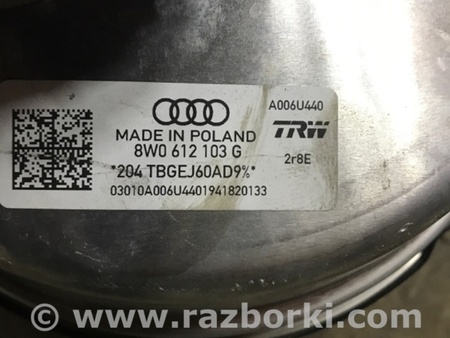 A006U440
MADE IN POLAND
TRW
8W0 612 103 G
2r8E
*204 TBGEJ60AD9%*
03010A006U4401941820133
www.razborki.com